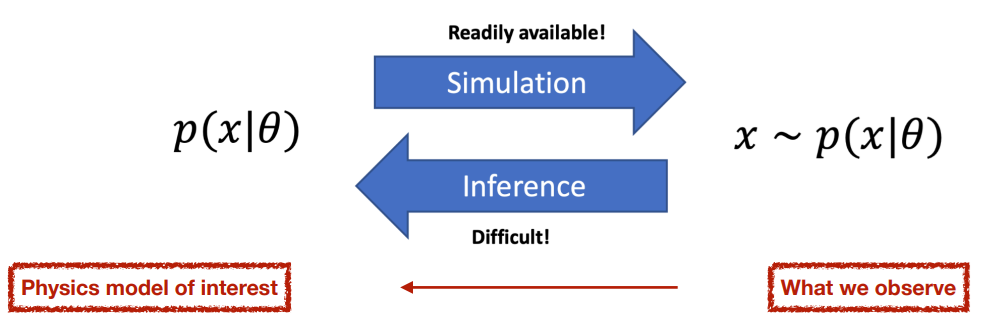 Readily available!
Simulation
p(x|θ)
x ~ p(x|θ)
Inference
Difficult!
Physics model of interest
What we observe